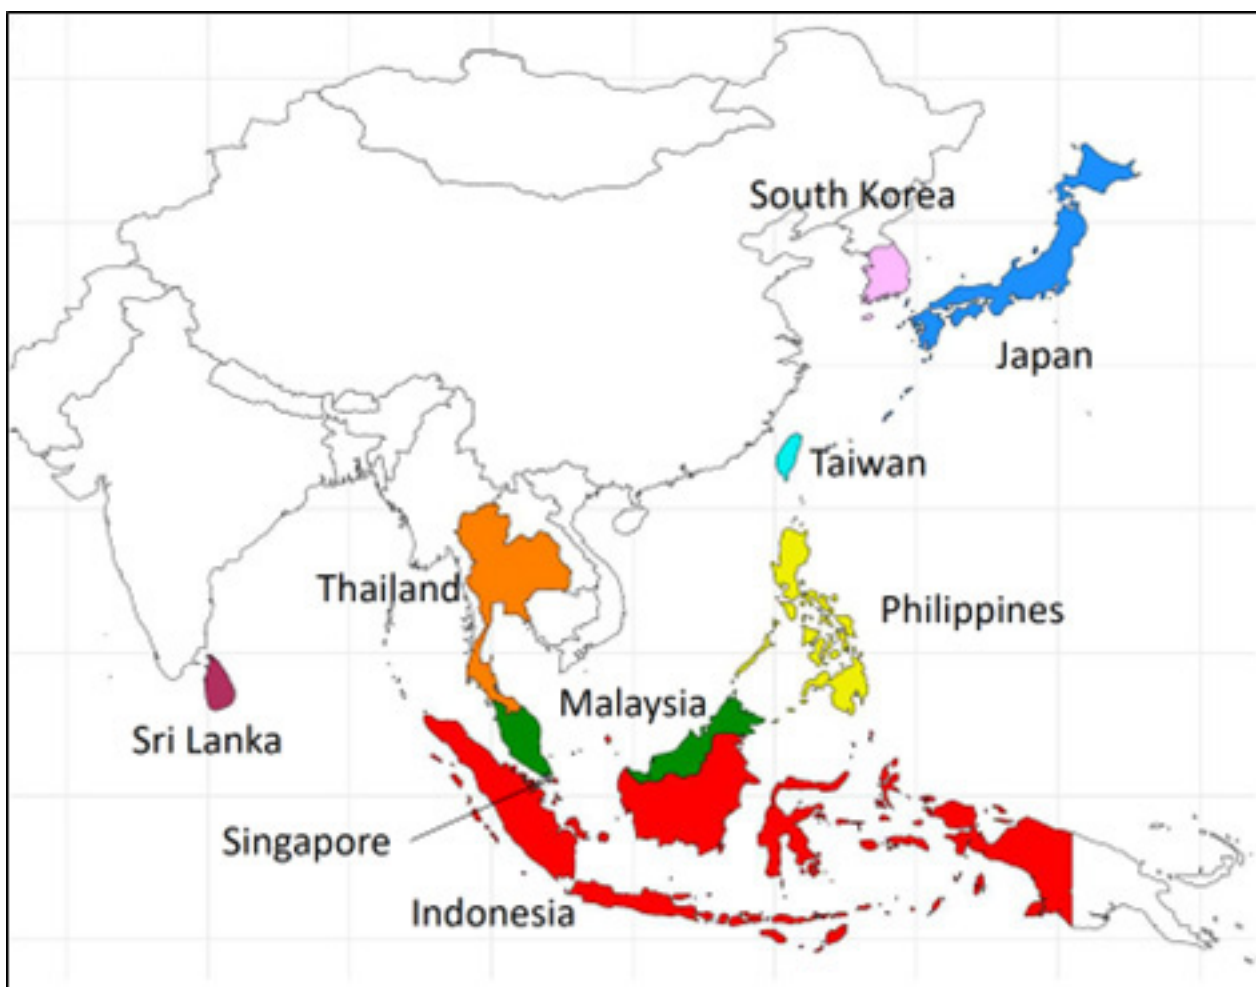 South Korea
Japan
Taiwan
Thailand
Philippines
Malaysia
Sri Lanka
Singapore
Indonesia